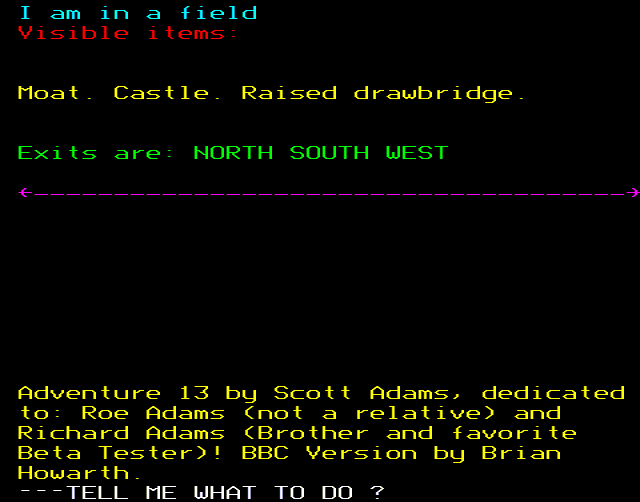 I am in a field
Visible items:
Moat. Castle. Raised drawbridge.
Exits are: NORTH SOUTH WEST
←--------------------------------------→
Adventure 13 by Scott Adams, dedicated
to: Roe Adams (not a relative) and
Richard Adams (Brother and favorite
Beta Tester)! BBC Version by Brian
Howarth.
---TELL ME WHAT TO DO ?